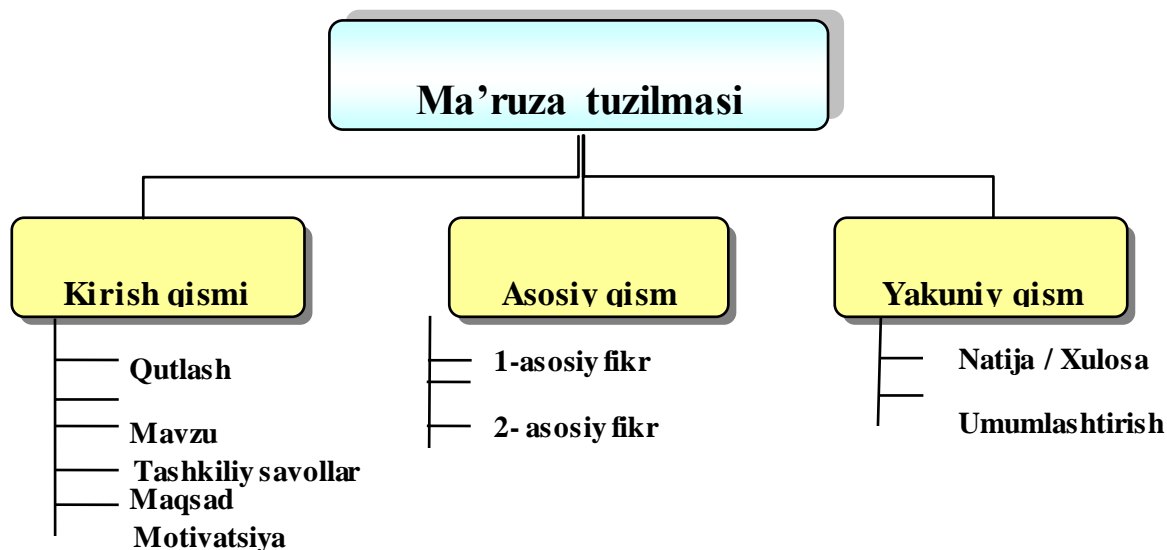 Ma’ruza tuzilmasi
Kirish qismi
Asosiy qism
Yakuniy qism
Qutlash
Mavzu
Tashkiliy savollar
Maqsad
Motivatsiya
1-asosiy fikr
2- asosiy fikr
Natija / Xulosa
Umumlashtirish